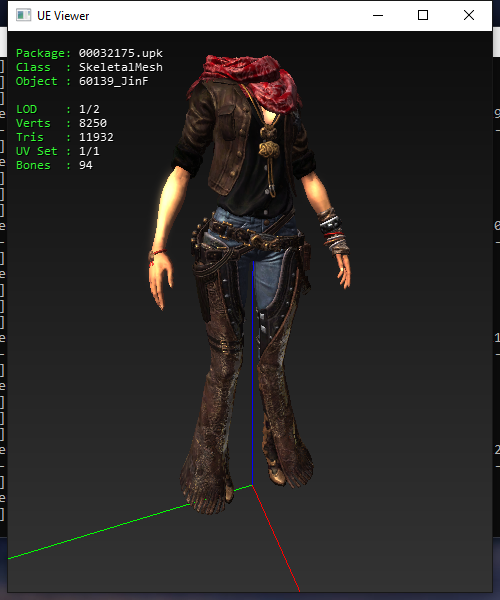 UE Viewer
Package: 00032175.upk
Class  : SkeletalMesh
Object : 60139_JinF
LOD    : 1/2
Verts  : 8250
Tris   : 11932
UV Set : 1/1
Bones  : 94